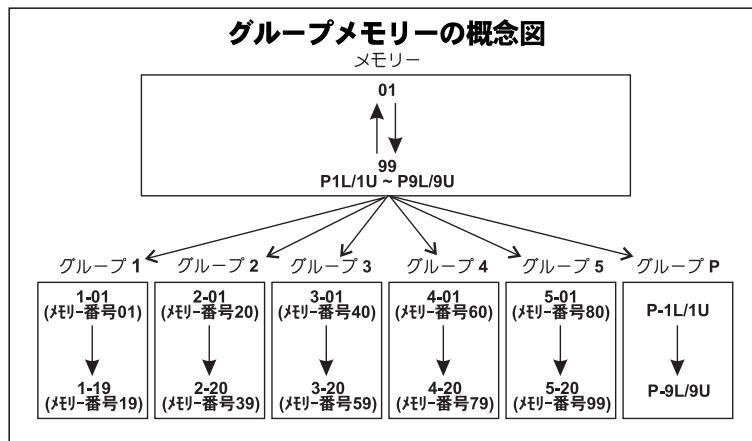 グループメモリーの概念図
メモリー
01
99
P1L/1U ~ P9L/9U
グループ 1
グループ 2
グループ 3
グループ 4
グループ 5
グループ P
1-01
(ﾒﾓﾘｰ番号01)
1-19
(ﾒﾓﾘｰ番号19)
2-01
(ﾒﾓﾘｰ番号20)
2-20
(ﾒﾓﾘｰ番号39)
3-01
(ﾒﾓﾘｰ番号40)
3-20
(ﾒﾓﾘｰ番号59)
4-01
(ﾒﾓﾘｰ番号60)
4-20
(ﾒﾓﾘｰ番号79)
5-01
(ﾒﾓﾘｰ番号80)
5-20
(ﾒﾓﾘｰ番号99)
P-1L/1U
P-9L/9U